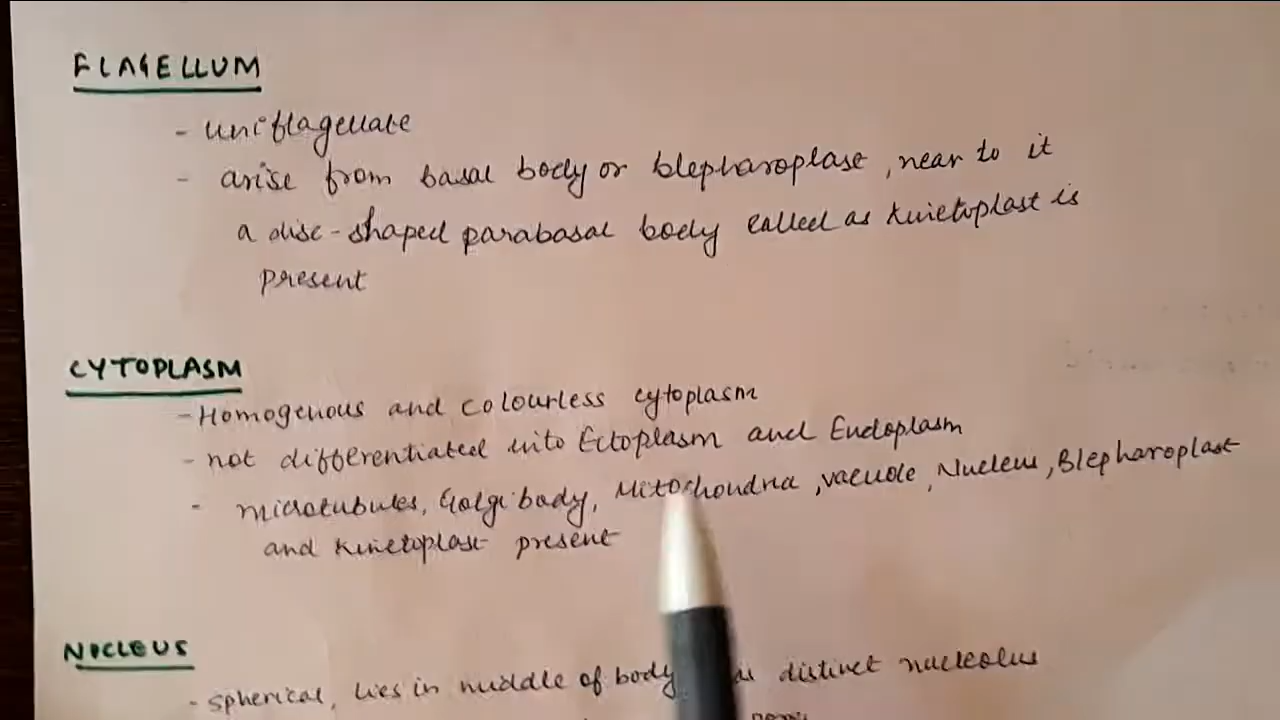 FLAGELLUM
- uniflagellate
- arise from basal body or blepharoplast, near to it
a disc-shaped parabasal body called as kinetoplast is
present
CYTOPLASM
- Homogenous and colourless cytoplasm
- not differentiated into Ectoplasm and Endoplasm
- microtubules, Golgi body, Mitochondria, vacuole, Nucleus, Blepharoplast
and kinetoplast present
NUCLEUS
- spherical, lies in middle of body distinct nucleolus